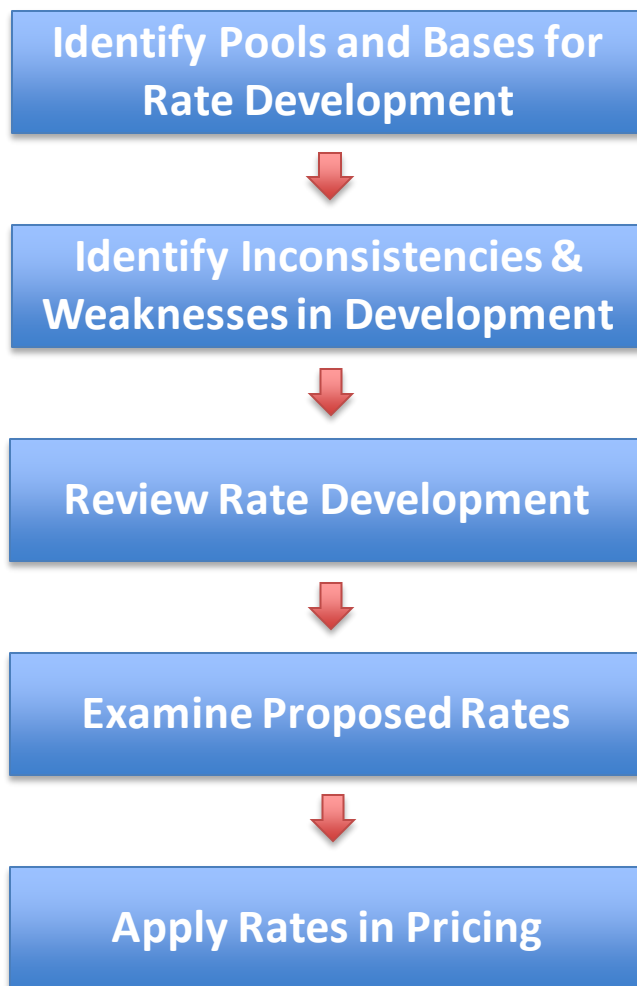 Identify Pools and Bases for
Rate Development
Identify Inconsistencies &
Weaknesses in Development
Review Rate Development
Examine Proposed Rates
Apply Rates in Pricing